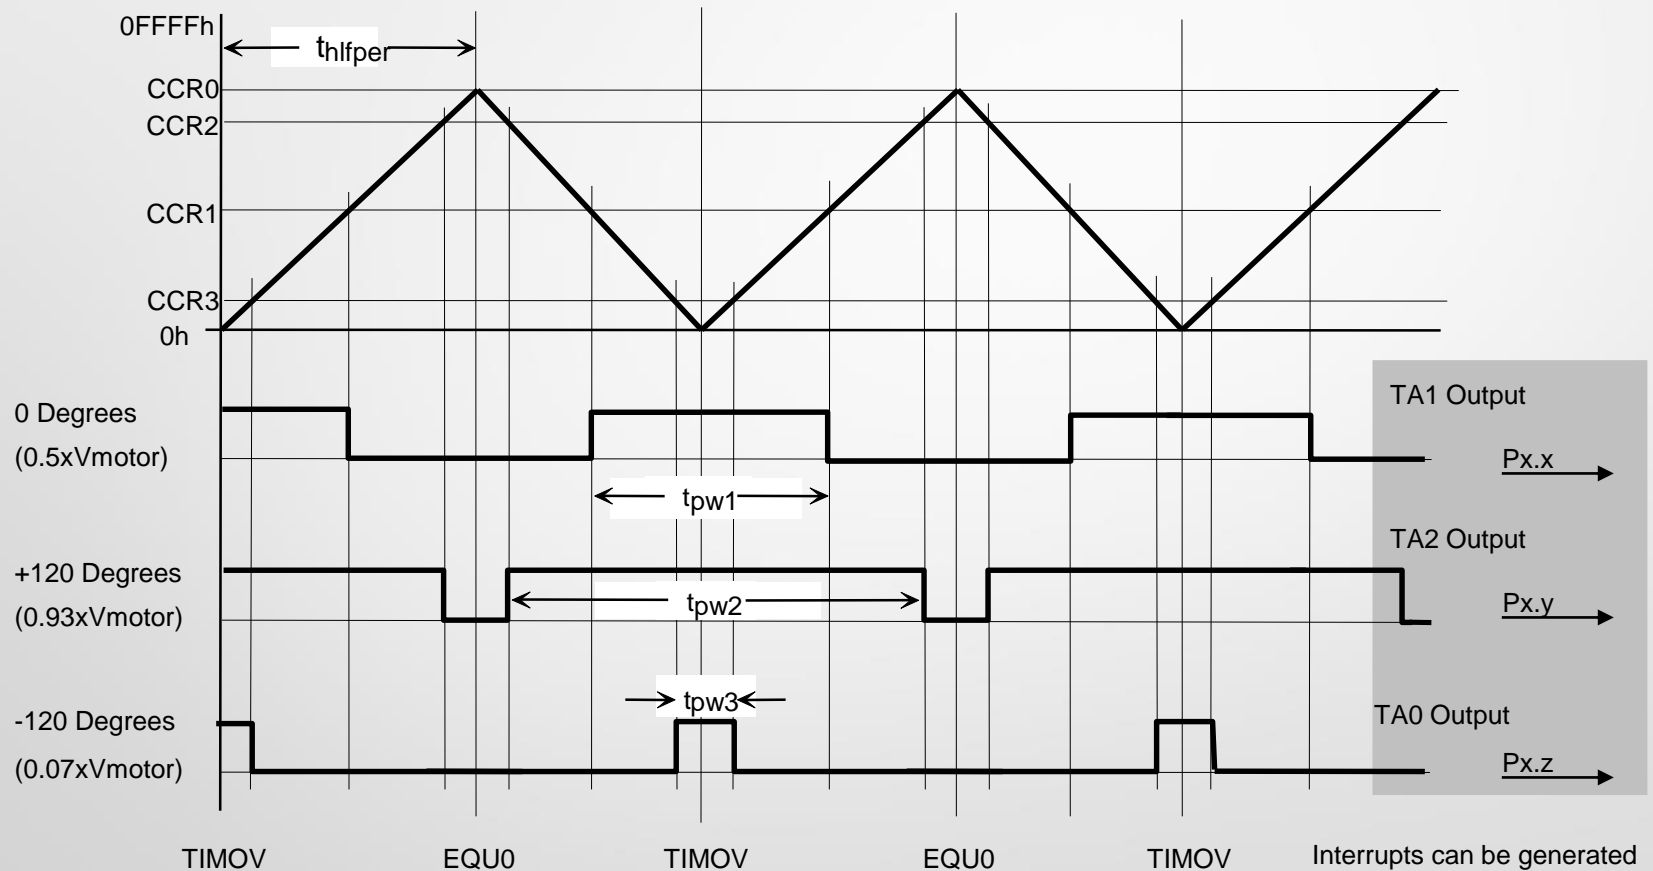 0FFFFh
thlfper
CCR0
CCR2
CCR1
CCR3
0h
0 Degrees
(0.5xVmotor)
tpw1
TA1 Output
Px.x
+120 Degrees
(0.93xVmotor)
tpw2
TA2 Output
Px.y
-120 Degrees
(0.07xVmotor)
tpw3
TA0 Output
Px.z
TIMOV EQU0 TIMOV EQU0 TIMOV Interrupts can be generated